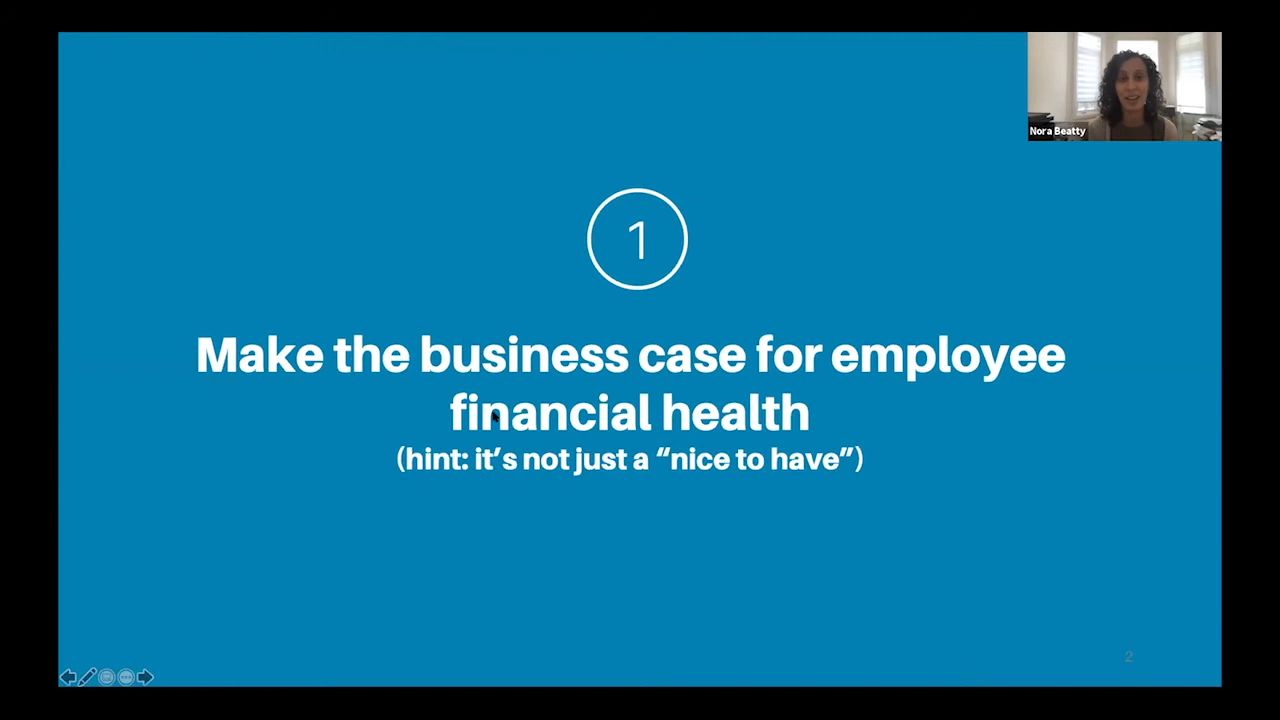 Nora Beatty
1
Make the business case for employee
financial health
(hint: it’s not just a “nice to have”)
2